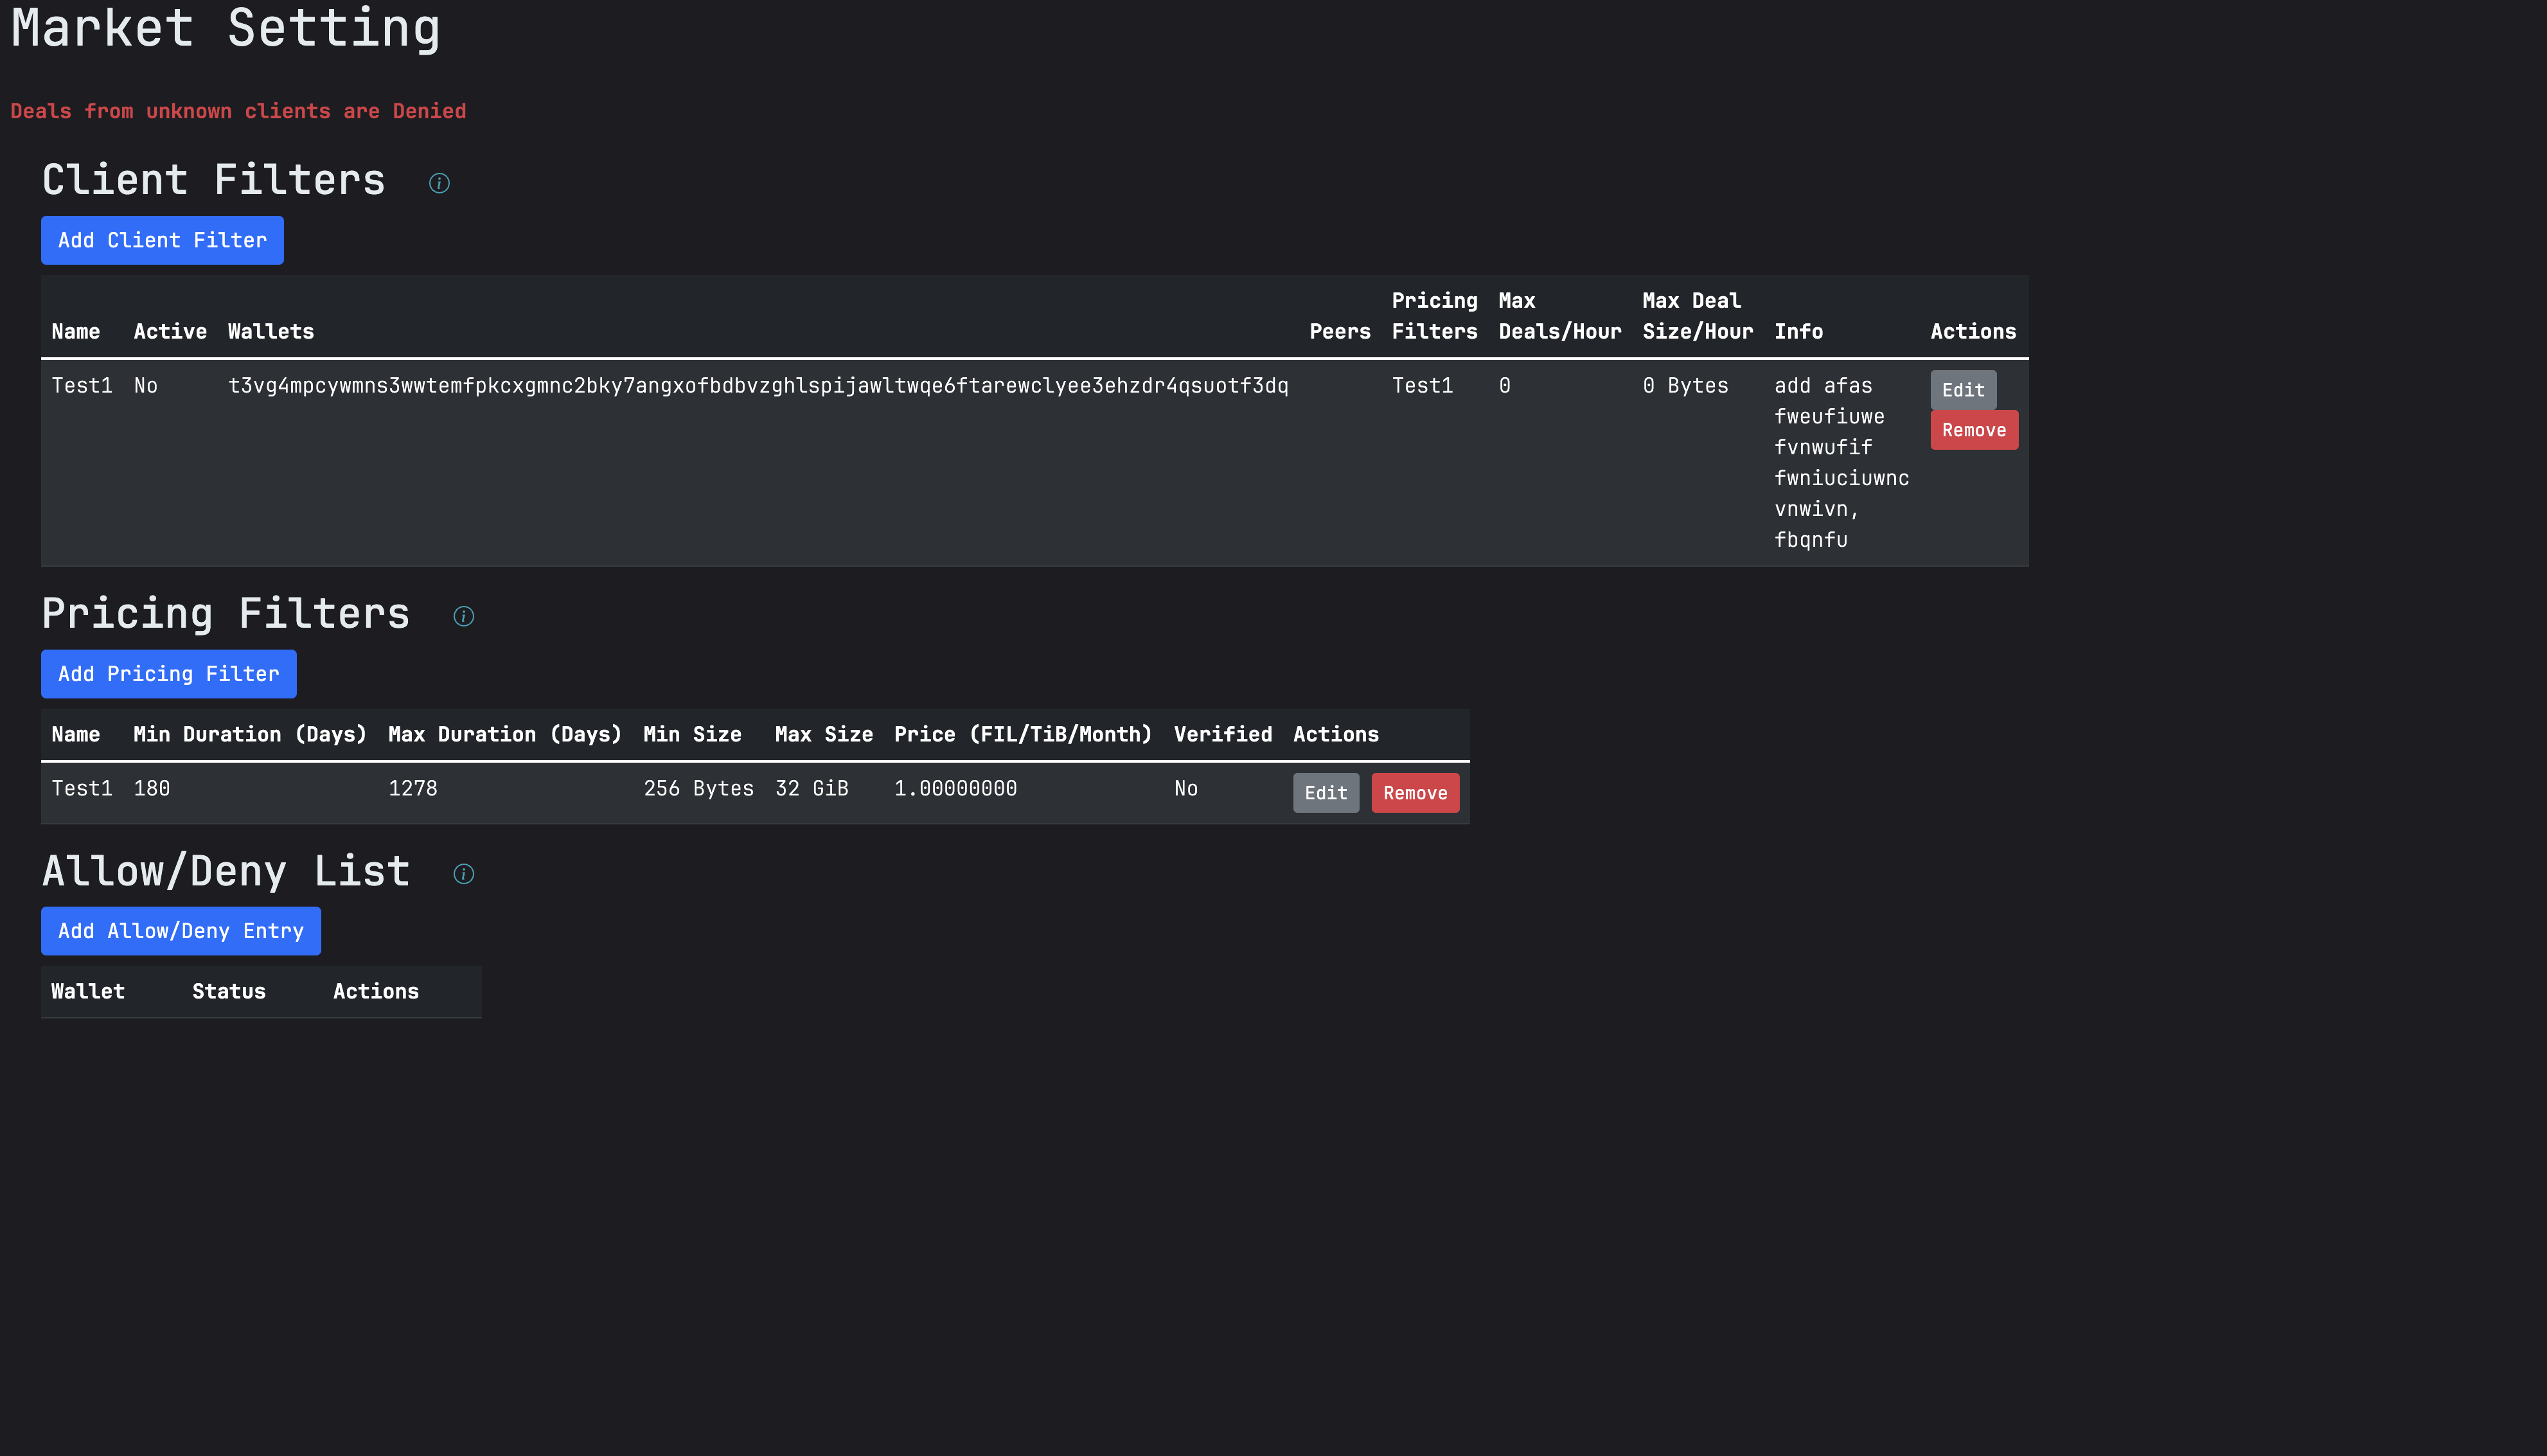 Market Setting
Deals from unknown clients are Denied
Client Filters
Add Client Filter
Name Active Wallets Peers Pricing Filters Max Deals/Hour Max Deal Size/Hour Info Actions
Test1 No t3vg4mpcywmns3wwtemfpkcxgmnc2bky7angxofbdbvzghlspijawltwqe6ftarewclyee3ehzdr4qsuotf3dq Test1 0 0 Bytes add afas Edit
fweufiuwe Remove
fvnwufif
fwniuciuwnc
vnwivn,
fbqnfu
Pricing Filters
Add Pricing Filter
Name Min Duration (Days) Max Duration (Days) Min Size Max Size Price (FIL/TiB/Month) Verified Actions
Test1 180 1278 256 Bytes 32 GiB 1.00000000 No Edit Remove
Allow/Deny List
Add Allow/Deny Entry
Wallet Status Actions